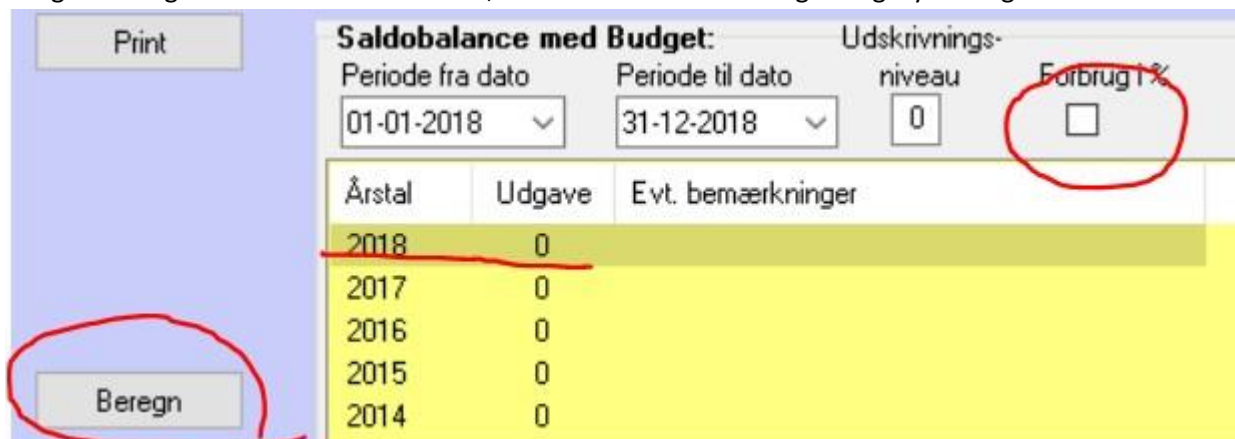 Print
Saldobalance med Budget: Udskrivnings-
Periode fra dato Periode til dato niveau Forbrug i %
01-01-2018 31-12-2018 0
Årstal Udgave Evt. bemærkninger
2018 0
2017 0
2016 0
2015 0
Beregn
2014 0